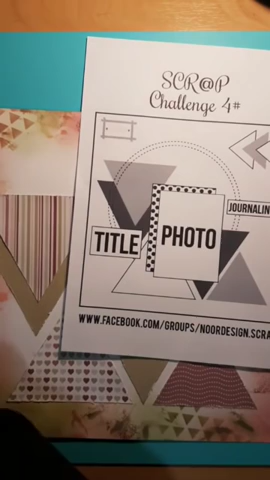 SCR@P
Challenge 4#
JOURNALIN
TITLE
PHOTO
WWW.FACEBOOK.COM/GROUPS/NOORDESIGN.SCRA